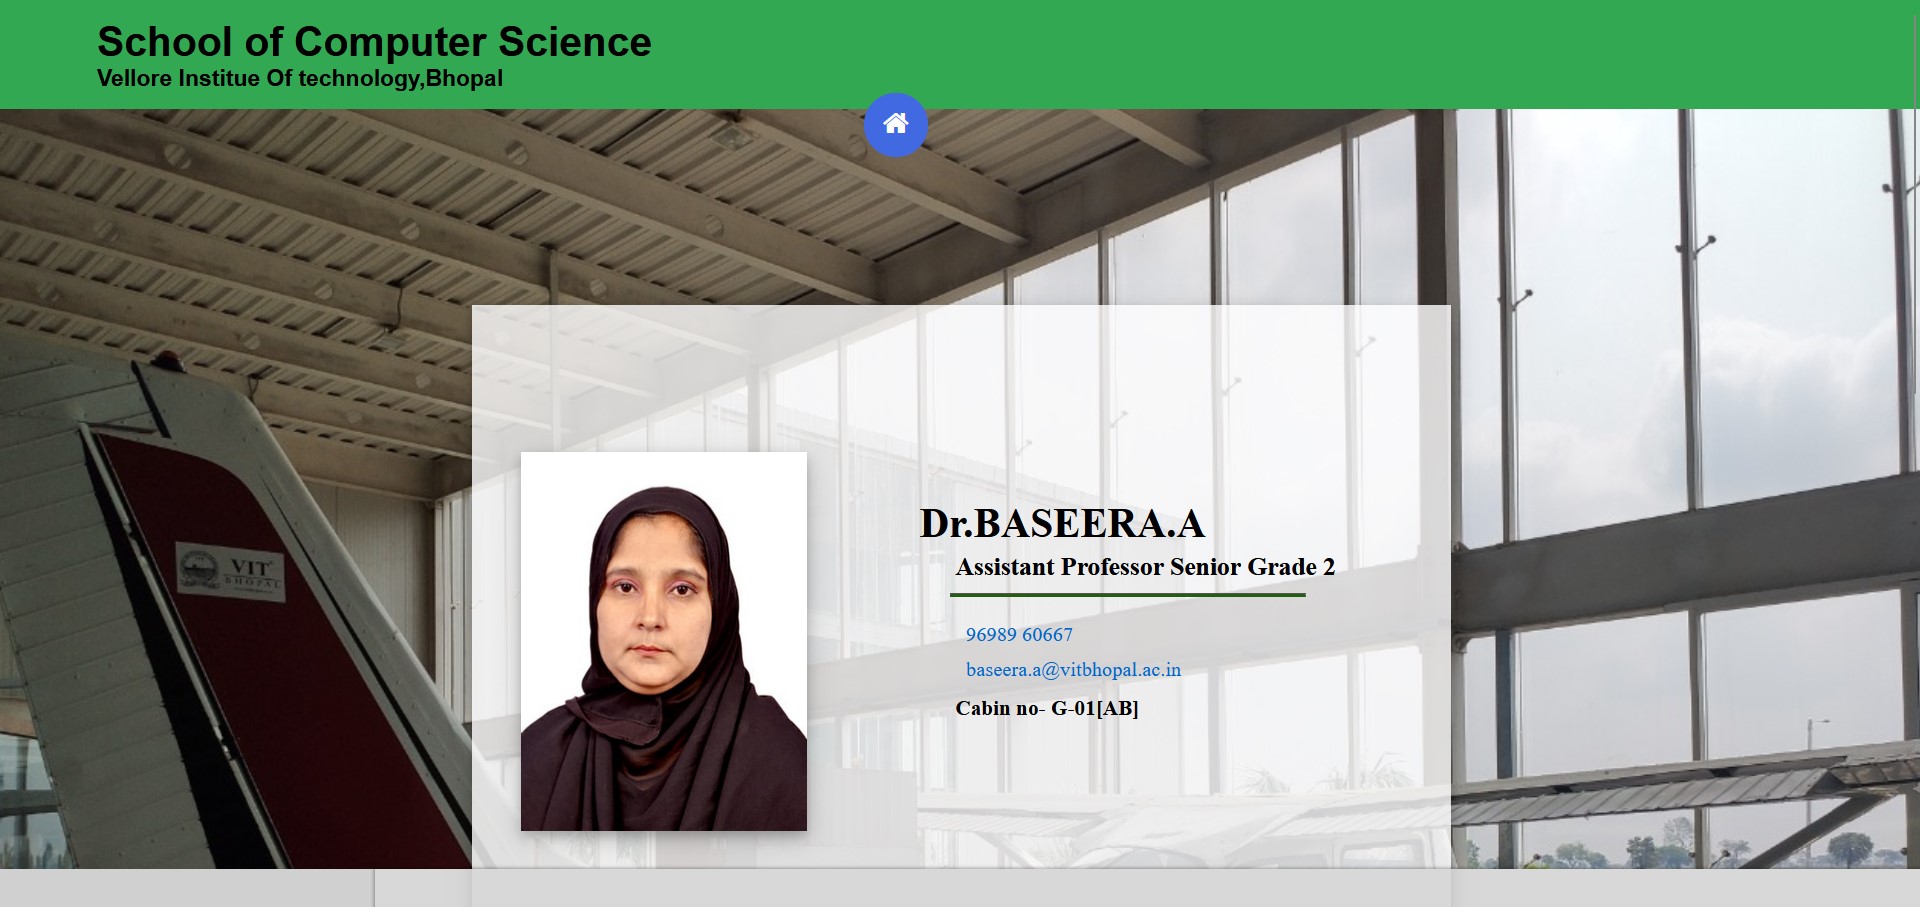 School of Computer Science
Vellore Institue Of technology,Bhopal
Dr.BASEERA.A
Assistant Professor Senior Grade 2
96989 60667
baseera.a@vitbhopal.ac.in
Cabin no- G-01[AB]
VIT
BHOPAL